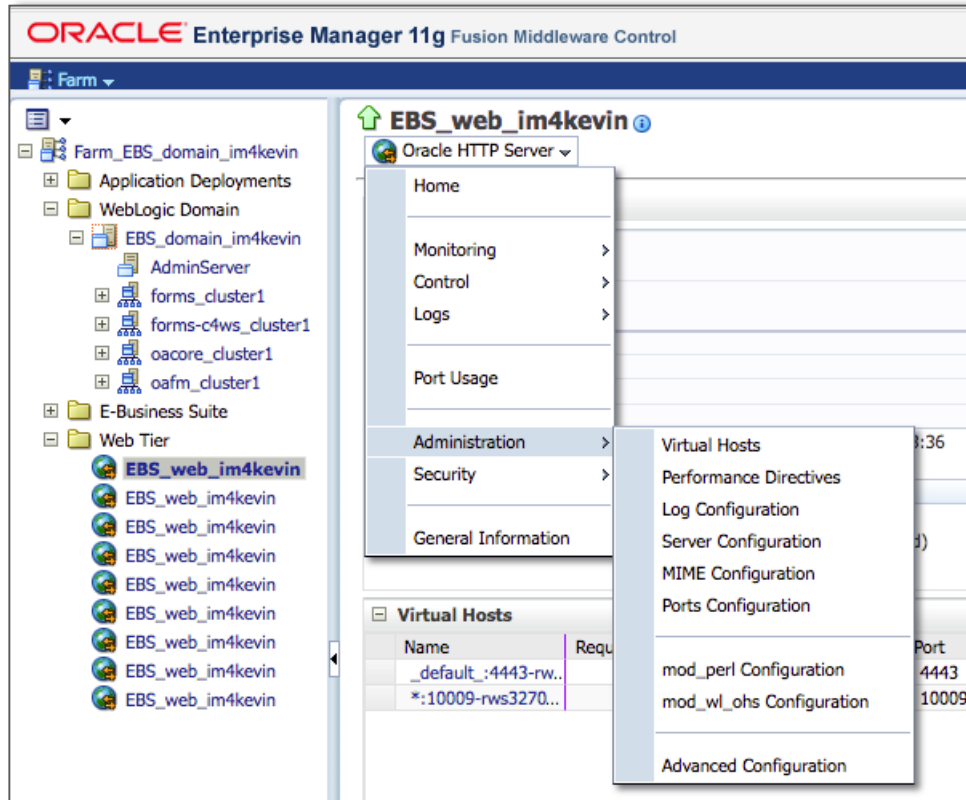 ORACLE Enterprise Manager 11g Fusion Middleware Control
Farm
Farm_EBS_domain_im4kevin
Application Deployments
WebLogic Domain
EBS_domain_im4kevin
AdminServer
forms_cluster1
forms-c4ws_cluster1
oacore_cluster1
oafm_cluster1
E-Business Suite
Web Tier
EBS_web_im4kevin
EBS_web_im4kevin
EBS_web_im4kevin
EBS_web_im4kevin
EBS_web_im4kevin
EBS_web_im4kevin
EBS_web_im4kevin
EBS_web_im4kevin
EBS_web_im4kevin
EBS_web_im4kevin
Oracle HTTP Server
Home
Monitoring
Control
Logs
Port Usage
Administration
Security
General Information
Virtual Hosts
Performance Directives
Log Configuration
Server Configuration
MIME Configuration
Ports Configuration
mod_perl Configuration
mod_wl_ohs Configuration
Advanced Configuration
:36
Virtual Hosts
Name Requ Port
_default_:4443-rw.. 4443
*:10009-rws3270... 10009